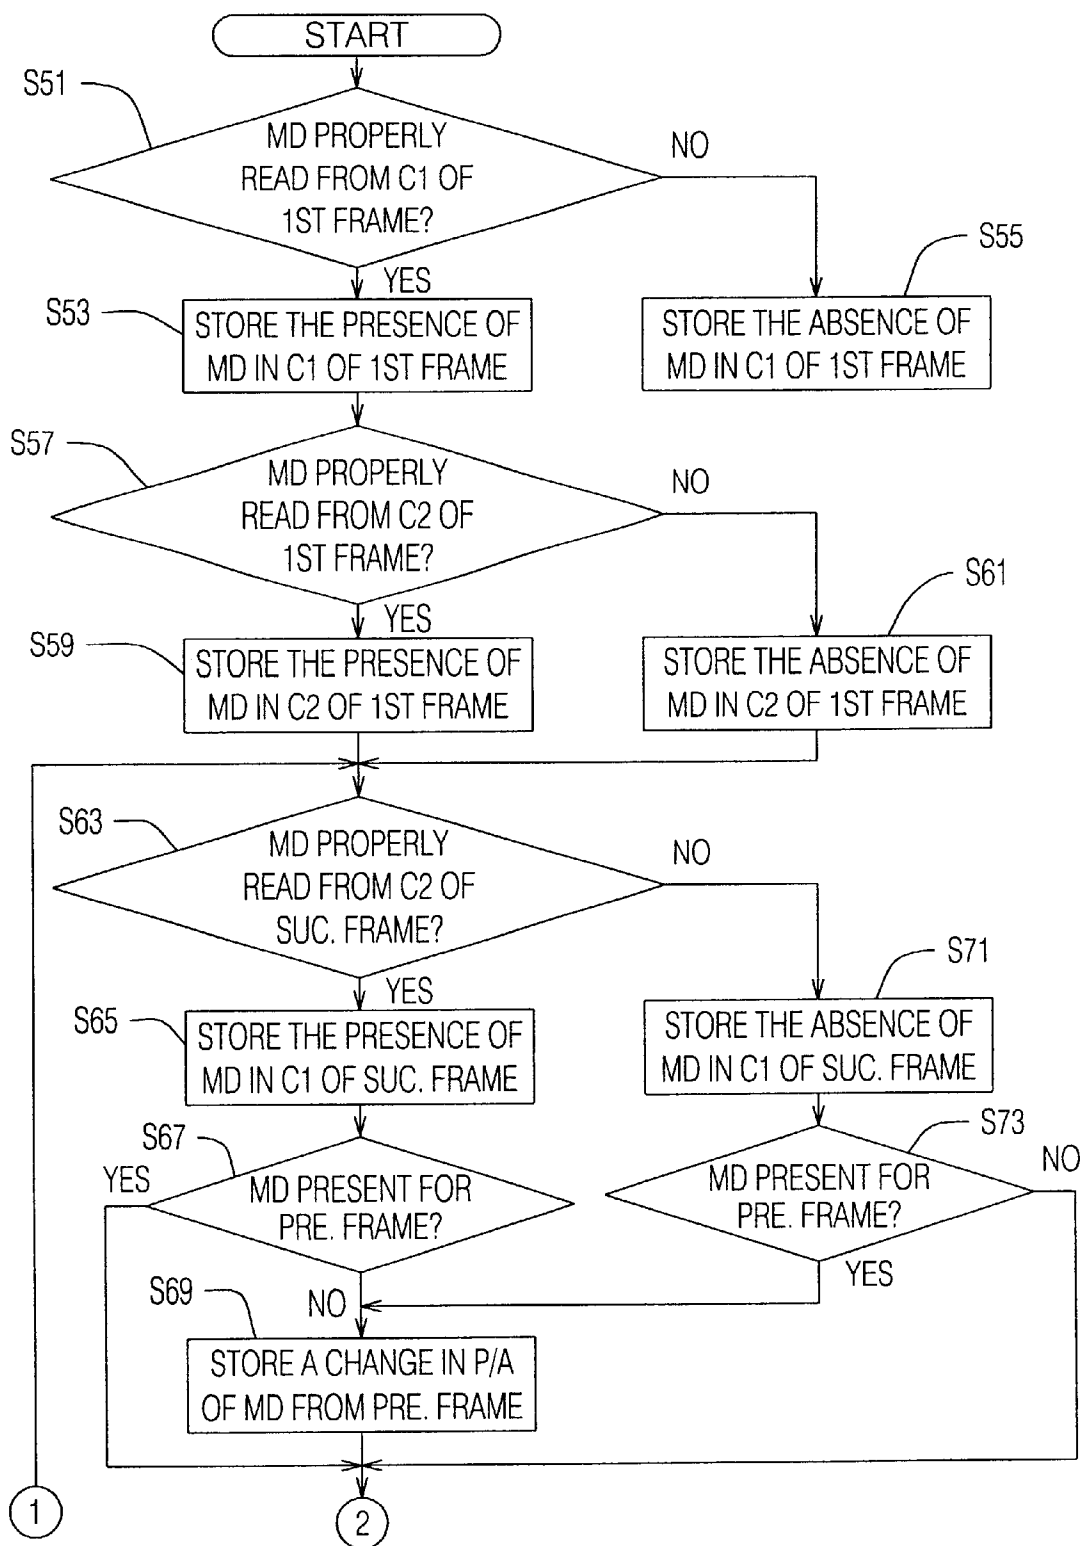 START
S51
MD PROPERLY
READ FROM C1 OF
1ST FRAME?
NO
YES
S53
STORE THE PRESENCE OF
MD IN C1 OF 1ST FRAME
S55
STORE THE ABSENCE OF
MD IN C1 OF 1ST FRAME
S57
MD PROPERLY
READ FROM C2 OF
1ST FRAME?
NO
YES
S59
STORE THE PRESENCE OF
MD IN C2 OF 1ST FRAME
S61
STORE THE ABSENCE OF
MD IN C2 OF 1ST FRAME
S63
MD PROPERLY
READ FROM C2 OF
SUC. FRAME?
NO
YES
S65
STORE THE PRESENCE OF
MD IN C1 OF SUC. FRAME
S71
STORE THE ABSENCE OF
MD IN C1 OF SUC. FRAME
S67
YES
MD PRESENT FOR
PRE. FRAME?
NO
S73
MD PRESENT FOR
PRE. FRAME?
NO
YES
S69
STORE A CHANGE IN P/A
OF MD FROM PRE. FRAME
1
2